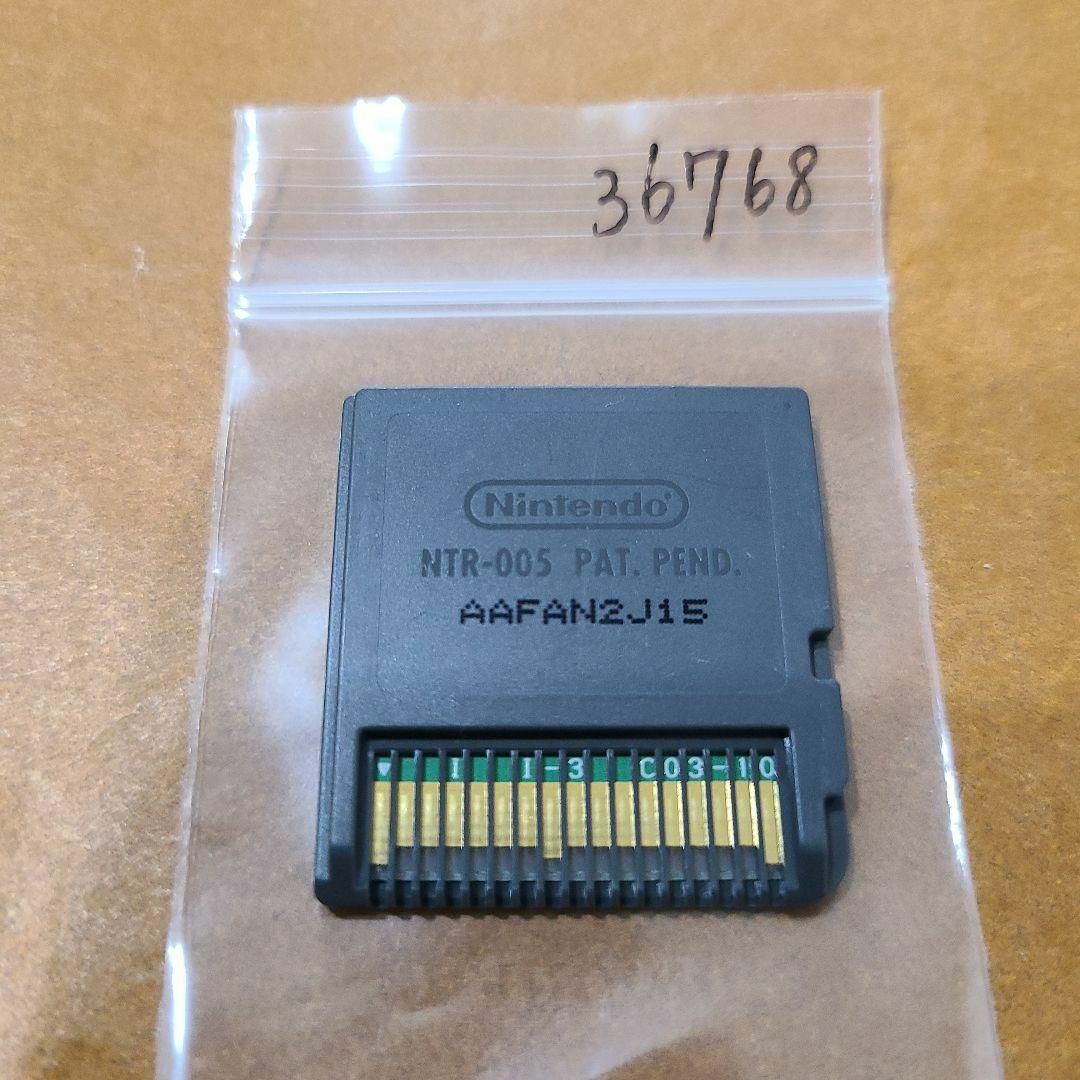 36768
Nintendo®
NTR-005 PAT. PEND.
AAFAN2J15
▼ I I-3 C03-10